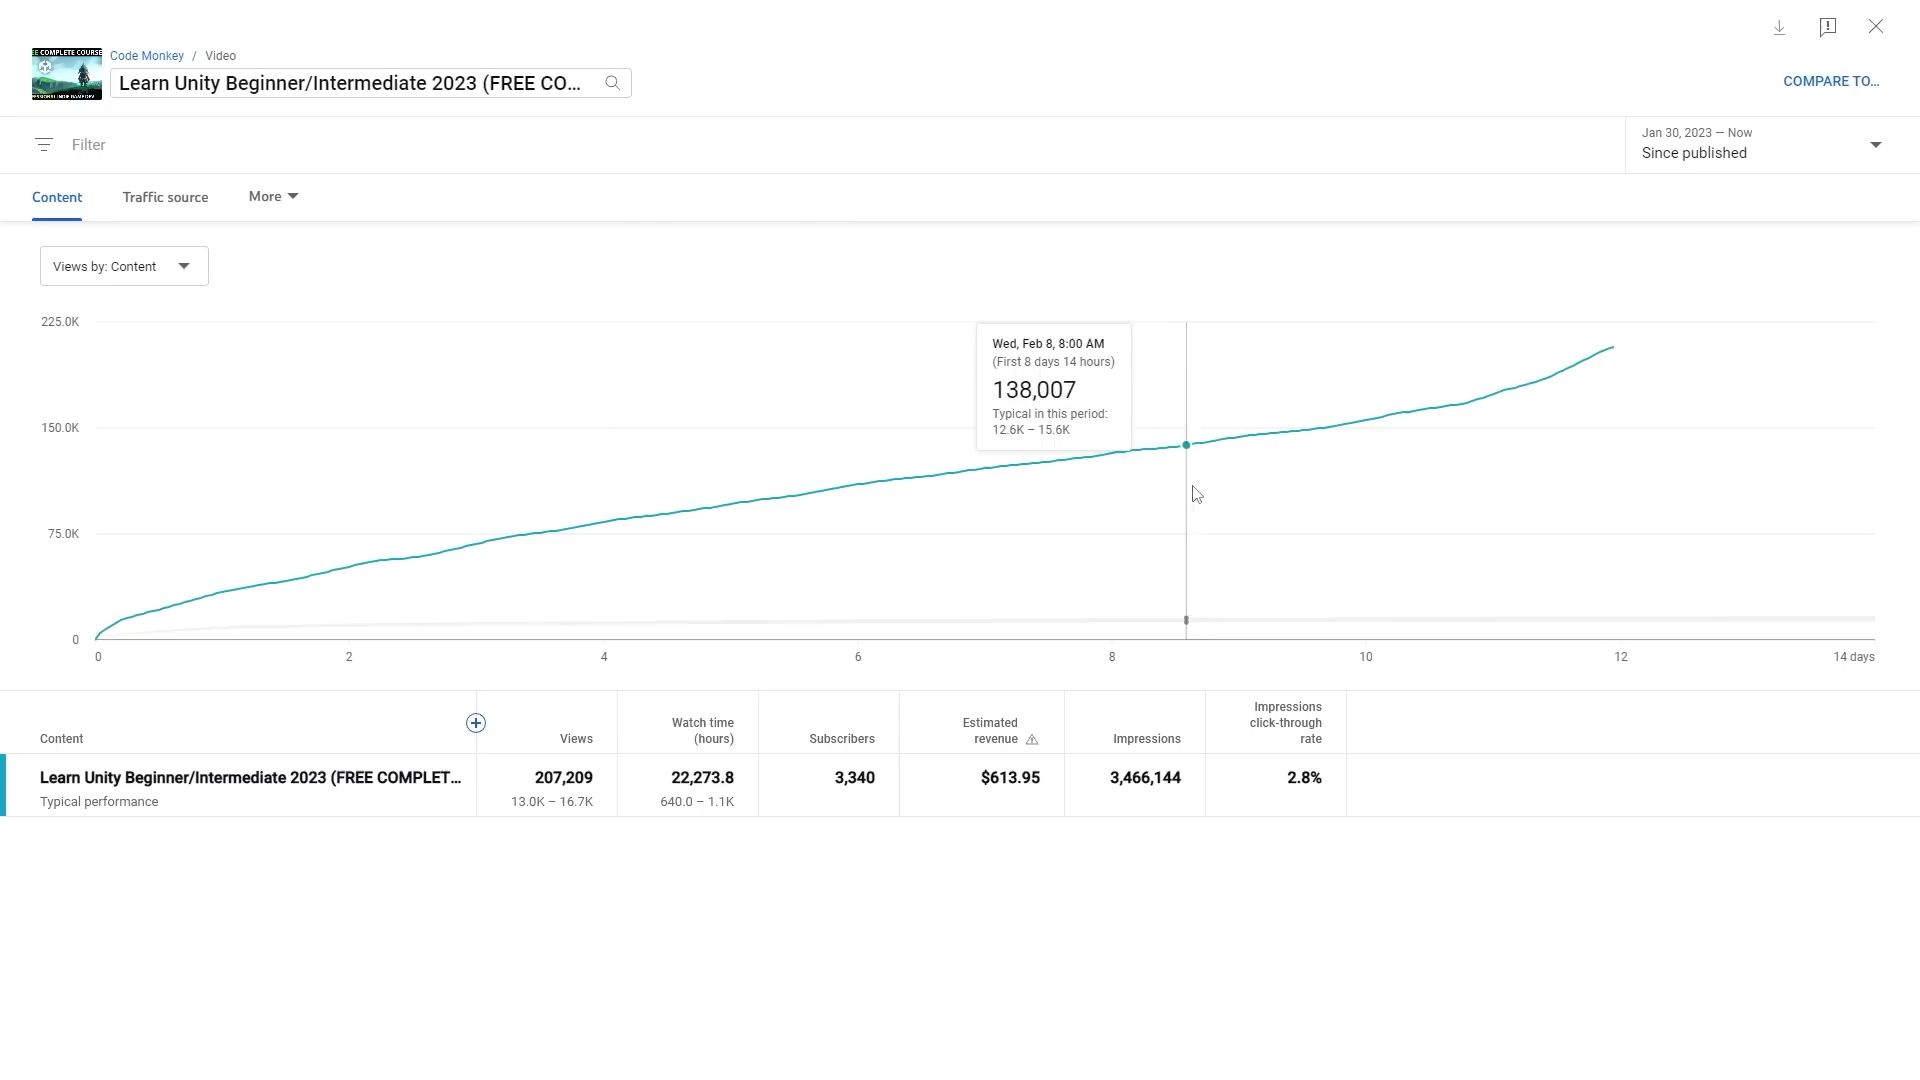 E COMPLETE COURSE
Code Monkey / Video
Learn Unity Beginner/Intermediate 2023 (FREE CO...
COMPARE TO...
Filter
Jan 30, 2023 – Now
Since published
Content
Traffic source
More
Views by: Content
225.0K
150.0K
75.0K
0
Wed, Feb 8, 8:00 AM
(First 8 days 14 hours)
138,007
Typical in this period:
12.6K – 15.6K
0 2 4 6 8 10 12 14 days
Content
Views
Watch time
(hours)
Subscribers
Estimated
revenue
Impressions
Impressions
click-through
rate
Learn Unity Beginner/Intermediate 2023 (FREE COMPLET... 207,209 22,273.8 3,340 $613.95 3,466,144 2.8%
Typical performance 13.0K – 16.7K 640.0 – 1.1K